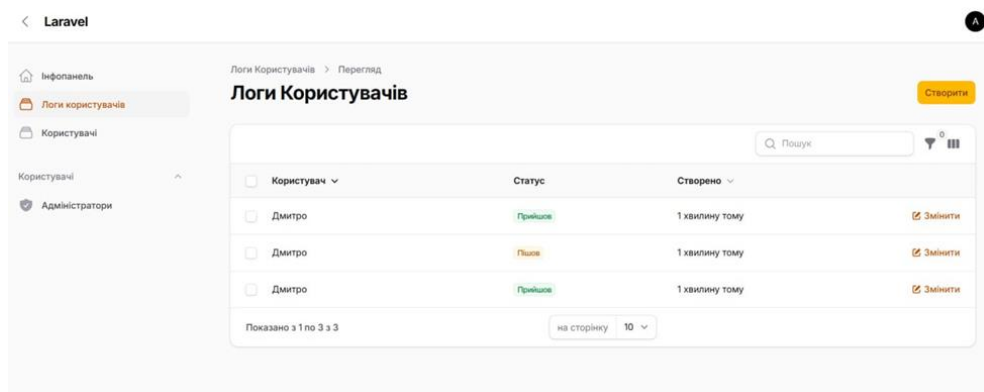 Laravel
A
Інфопанель
Логи користувачів
Користувачі
Користувачі
Адміністратори
Логи Користувачів > Перегляд
Логи Користувачів
Створити
Пошук
0
Користувач Статус Створено
Дмитро Прийшов 1 хвилину тому Змінити
Дмитро Пішов 1 хвилину тому Змінити
Дмитро Прийшов 1 хвилину тому Змінити
Показано з 1 по 3 з 3
на сторінку 10